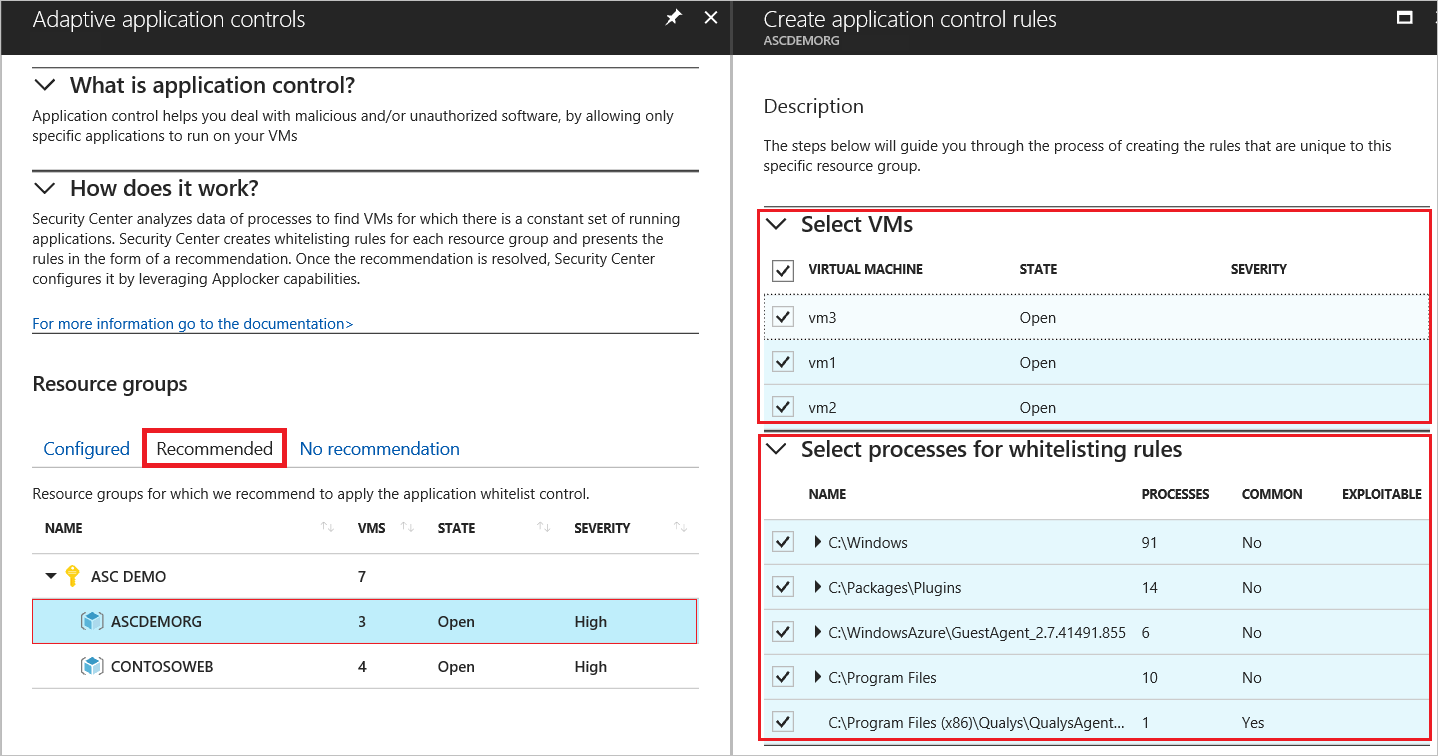 Adaptive application controls
What is application control?
Application control helps you deal with malicious and/or unauthorized software, by allowing only
specific applications to run on your VMs
How does it work?
Security Center analyzes data of processes to find VMs for which there is a constant set of running
applications. Security Center creates whitelisting rules for each resource group and presents the
rules in the form of a recommendation. Once the recommendation is resolved, Security Center
configures it by leveraging Applocker capabilities.
For more information go to the documentation>
Resource groups
Configured Recommended No recommendation
Resource groups for which we recommend to apply the application whitelist control.
NAME VMS STATE SEVERITY
ASC DEMO 7
ASCDEMORG 3 Open High
CONTOSOWEB 4 Open High
Create application control rules
ASCDEMORG
Description
The steps below will guide you through the process of creating the rules that are unique to this
specific resource group.
Select VMs
VIRTUAL MACHINE STATE SEVERITY
vm3 Open
vm1 Open
vm2 Open
Select processes for whitelisting rules
NAME PROCESSES COMMON EXPLOITABLE
C:\Windows 91 No
C:\Packages\Plugins 14 No
C:\WindowsAzure\GuestAgent_2.7.41491.855 6 No
C:\Program Files 10 No
C:\Program Files (x86)\Qualys\QualysAgent... 1 Yes